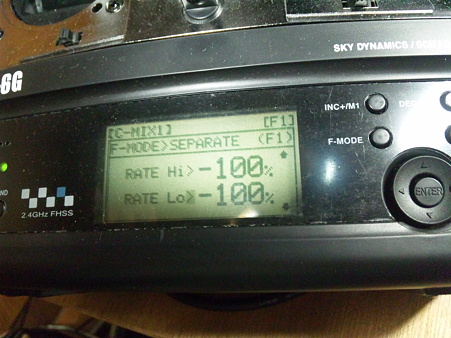 6G
SKY DYNAMICS /
[C-MIX1] [F1]
F-MODE>SEPARATE (F1)
RATE Hi>-100%
RATE Lo>-100%
INC+/M1
F-MODE
ENTER
2.4GHz FHSS